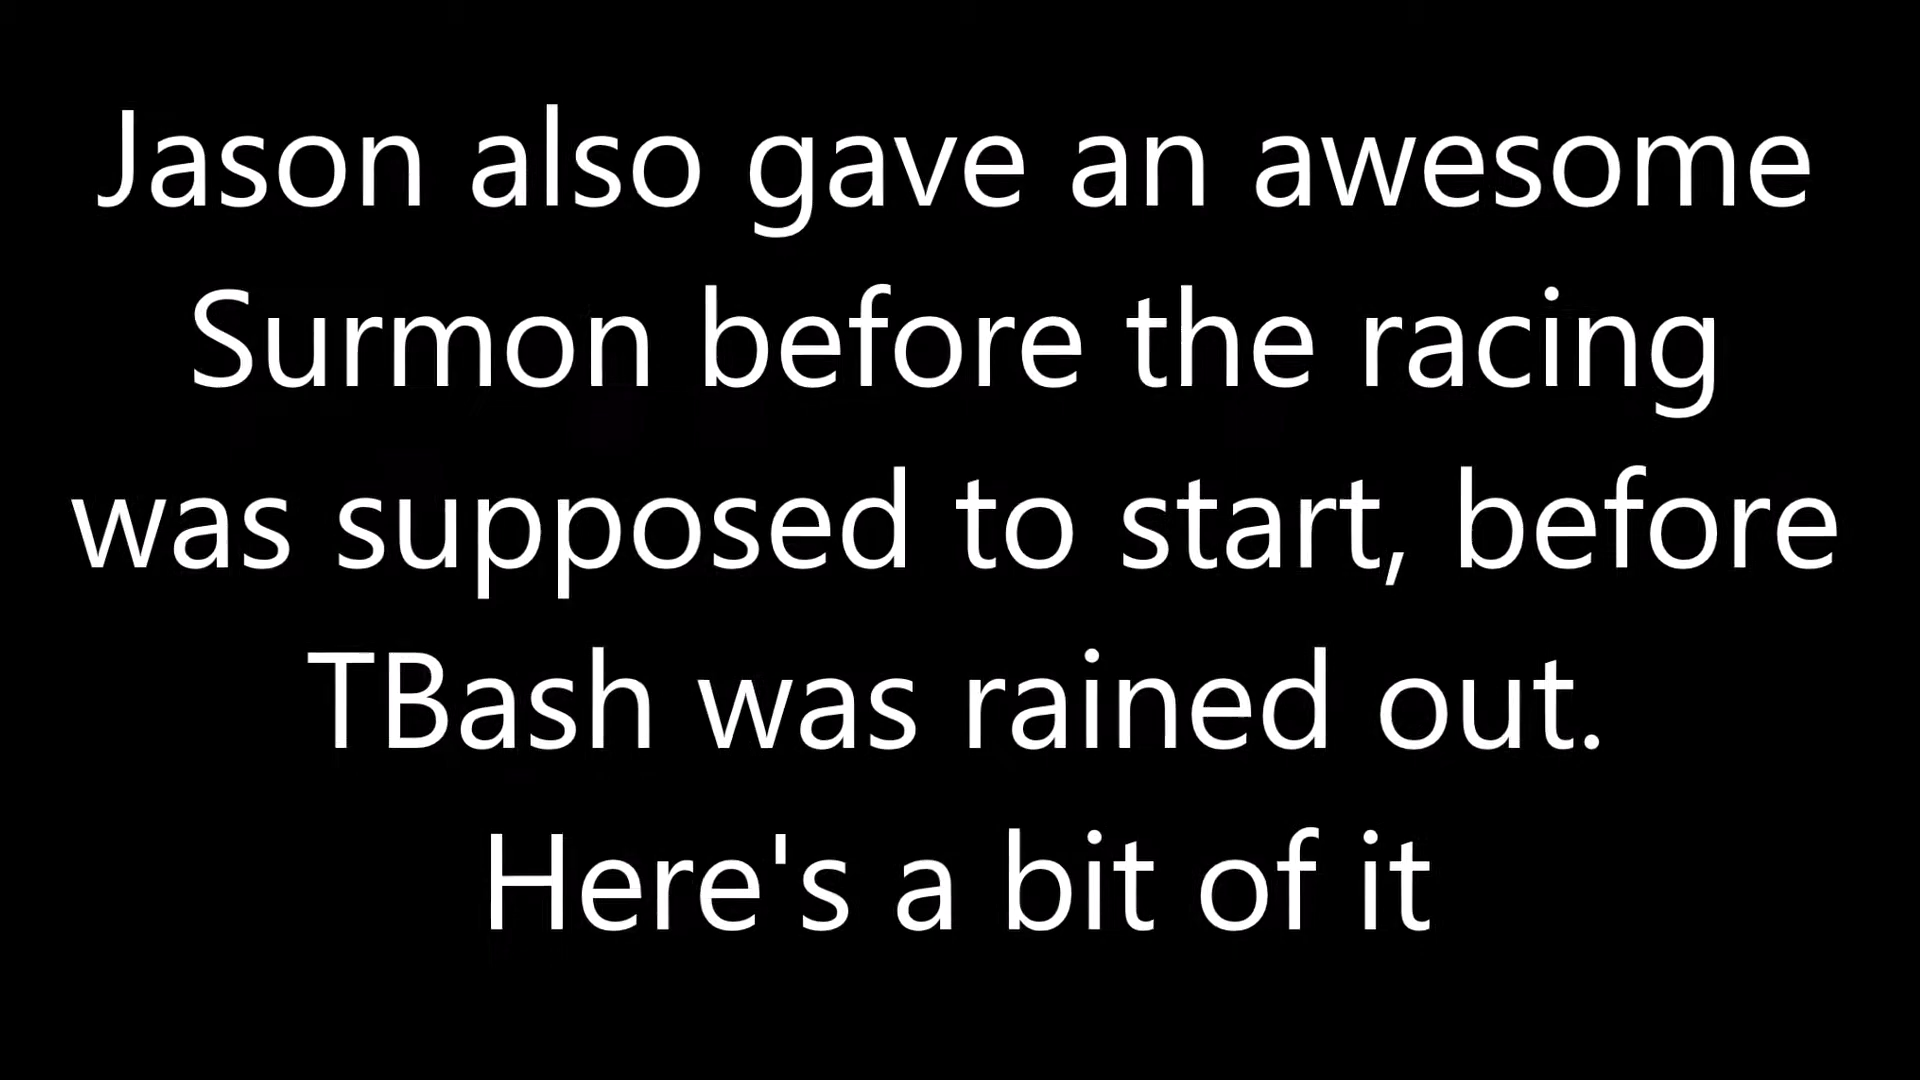 Jason also gave an awesome
Surmon before the racing
was supposed to start, before
TBash was rained out.
Here's a bit of it